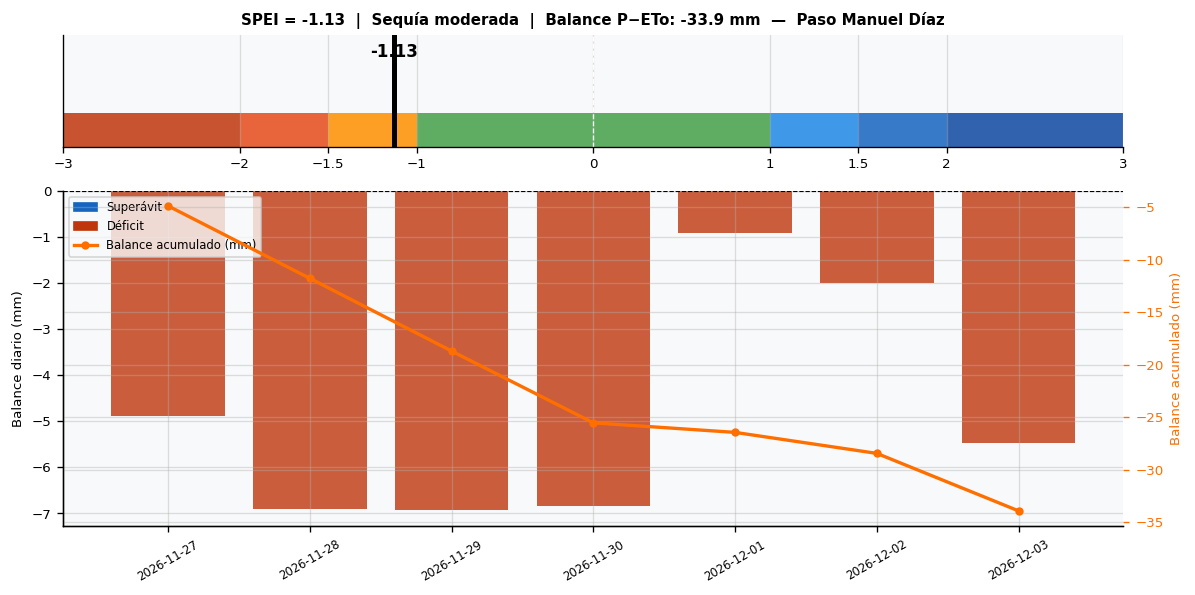 SPEI = -1.13 | Sequía moderada | Balance P−ETo: -33.9 mm — Paso Manuel Díaz
-1.13
−3 −2 −1.5 −1 0 1 1.5 2 3
Superávit
Déficit
Balance acumulado (mm)
Balance diario (mm)
0
−1
−2
−3
−4
−5
−6
−7
−5
−10
−15
−20
−25
−30
−35
Balance acumulado (mm)
2026-11-27 2026-11-28 2026-11-29 2026-11-30 2026-12-01 2026-12-02 2026-12-03